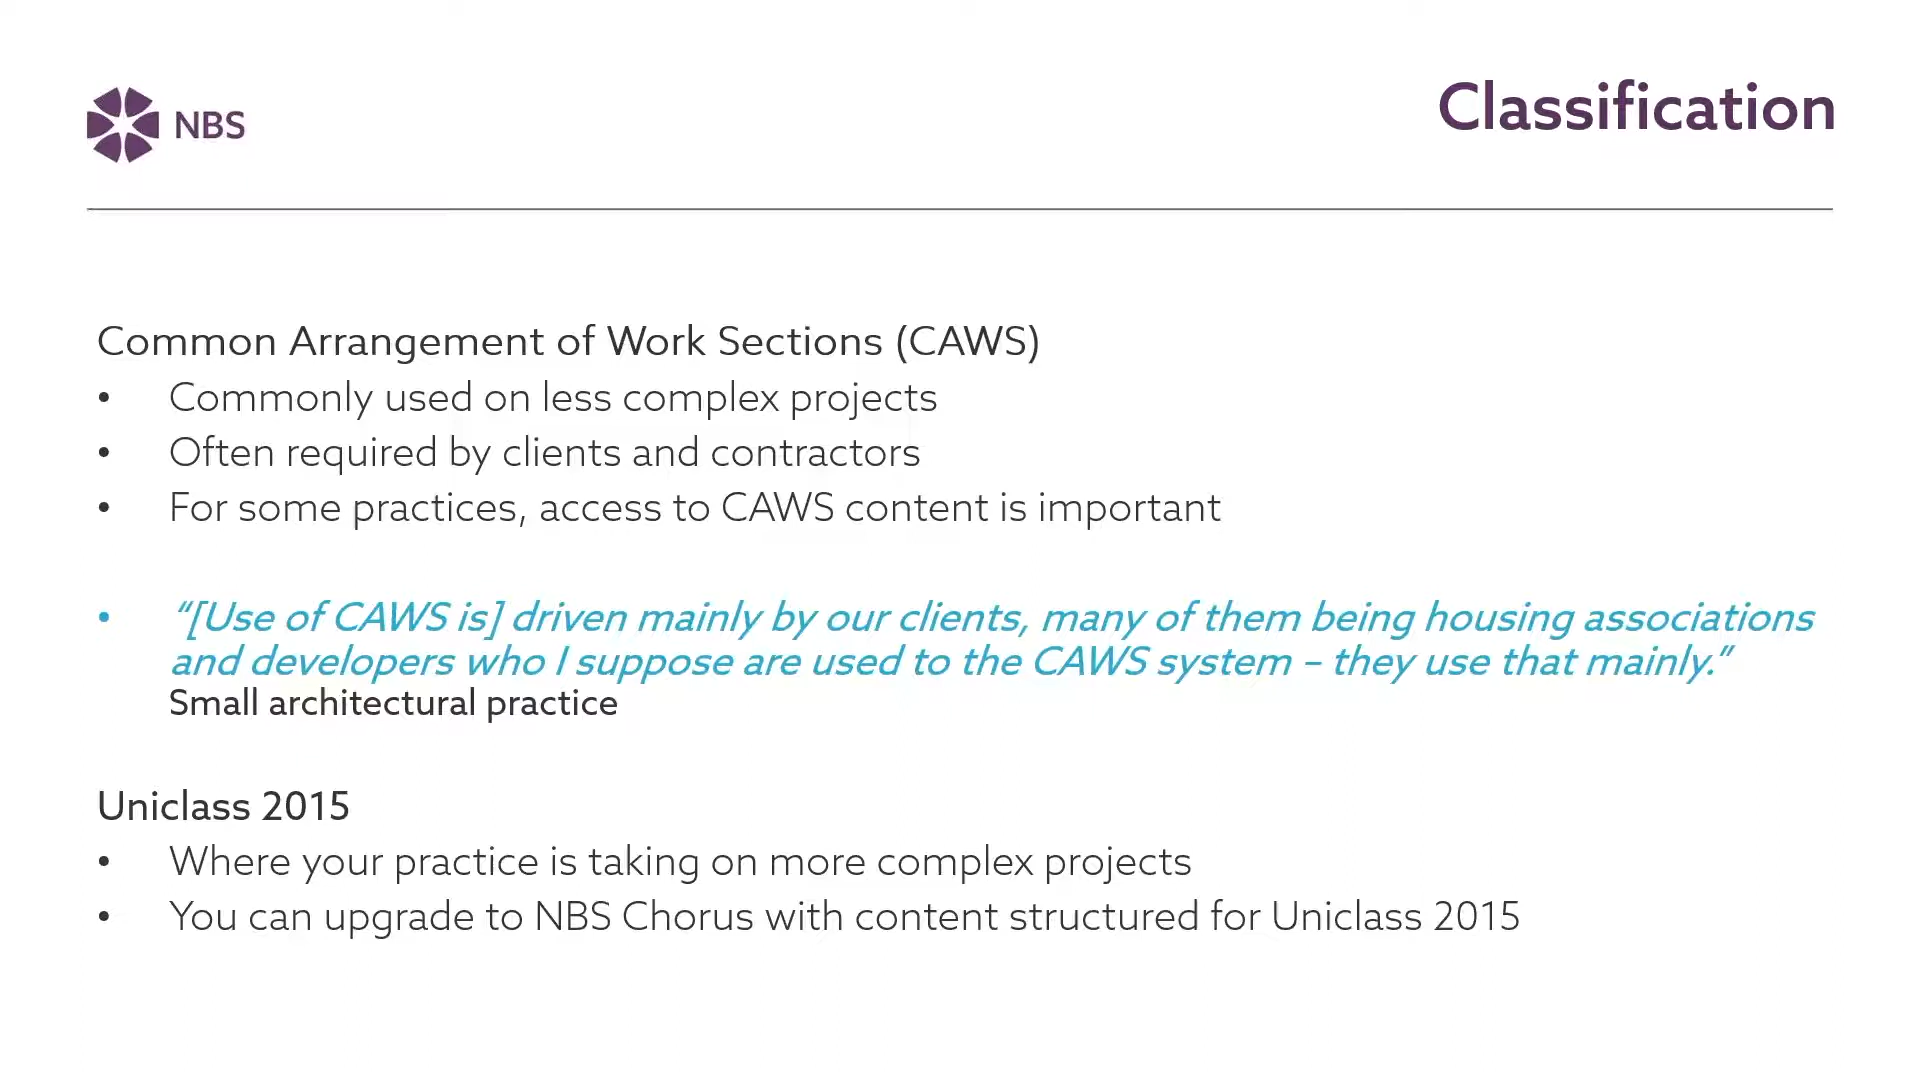 NBS
Classification
Common Arrangement of Work Sections (CAWS)
• Commonly used on less complex projects
• Often required by clients and contractors
• For some practices, access to CAWS content is important
• “[Use of CAWS is] driven mainly by our clients, many of them being housing associations
and developers who I suppose are used to the CAWS system – they use that mainly.”
Small architectural practice
Uniclass 2015
• Where your practice is taking on more complex projects
• You can upgrade to NBS Chorus with content structured for Uniclass 2015